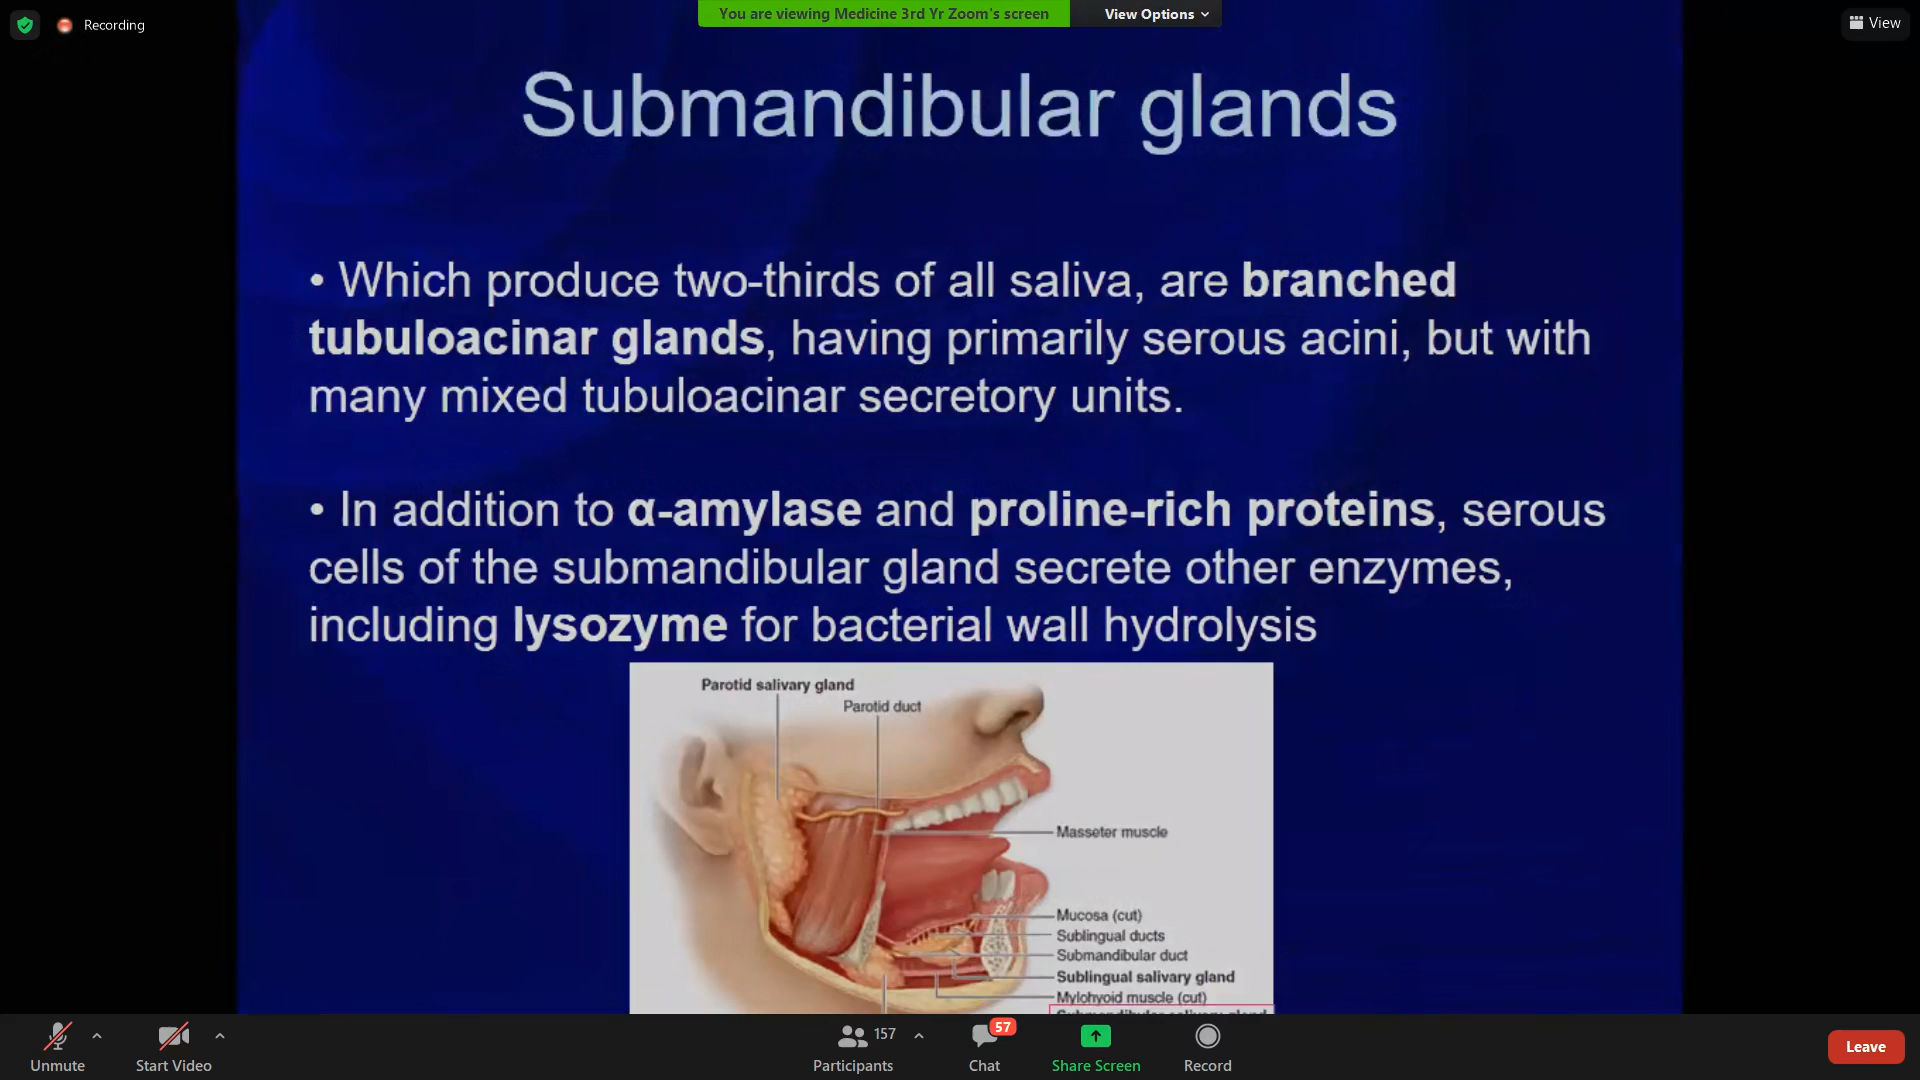 Recording
You are viewing Medicine 3rd Yr Zoom's screen
View Options
View
Submandibular glands
• Which produce two-thirds of all saliva, are branched
tubuloacinar glands, having primarily serous acini, but with
many mixed tubuloacinar secretory units.
• In addition to α-amylase and proline-rich proteins, serous
cells of the submandibular gland secrete other enzymes,
including lysozyme for bacterial wall hydrolysis
Parotid salivary gland
Parotid duct
Masseter muscle
Mucosa (cut)
Sublingual ducts
Submandibular duct
Sublingual salivary gland
Mylohyoid muscle (cut)
Submandibular salivary gland
Unmute
Start Video
157
Participants
57
Chat
Share Screen
Record
Leave